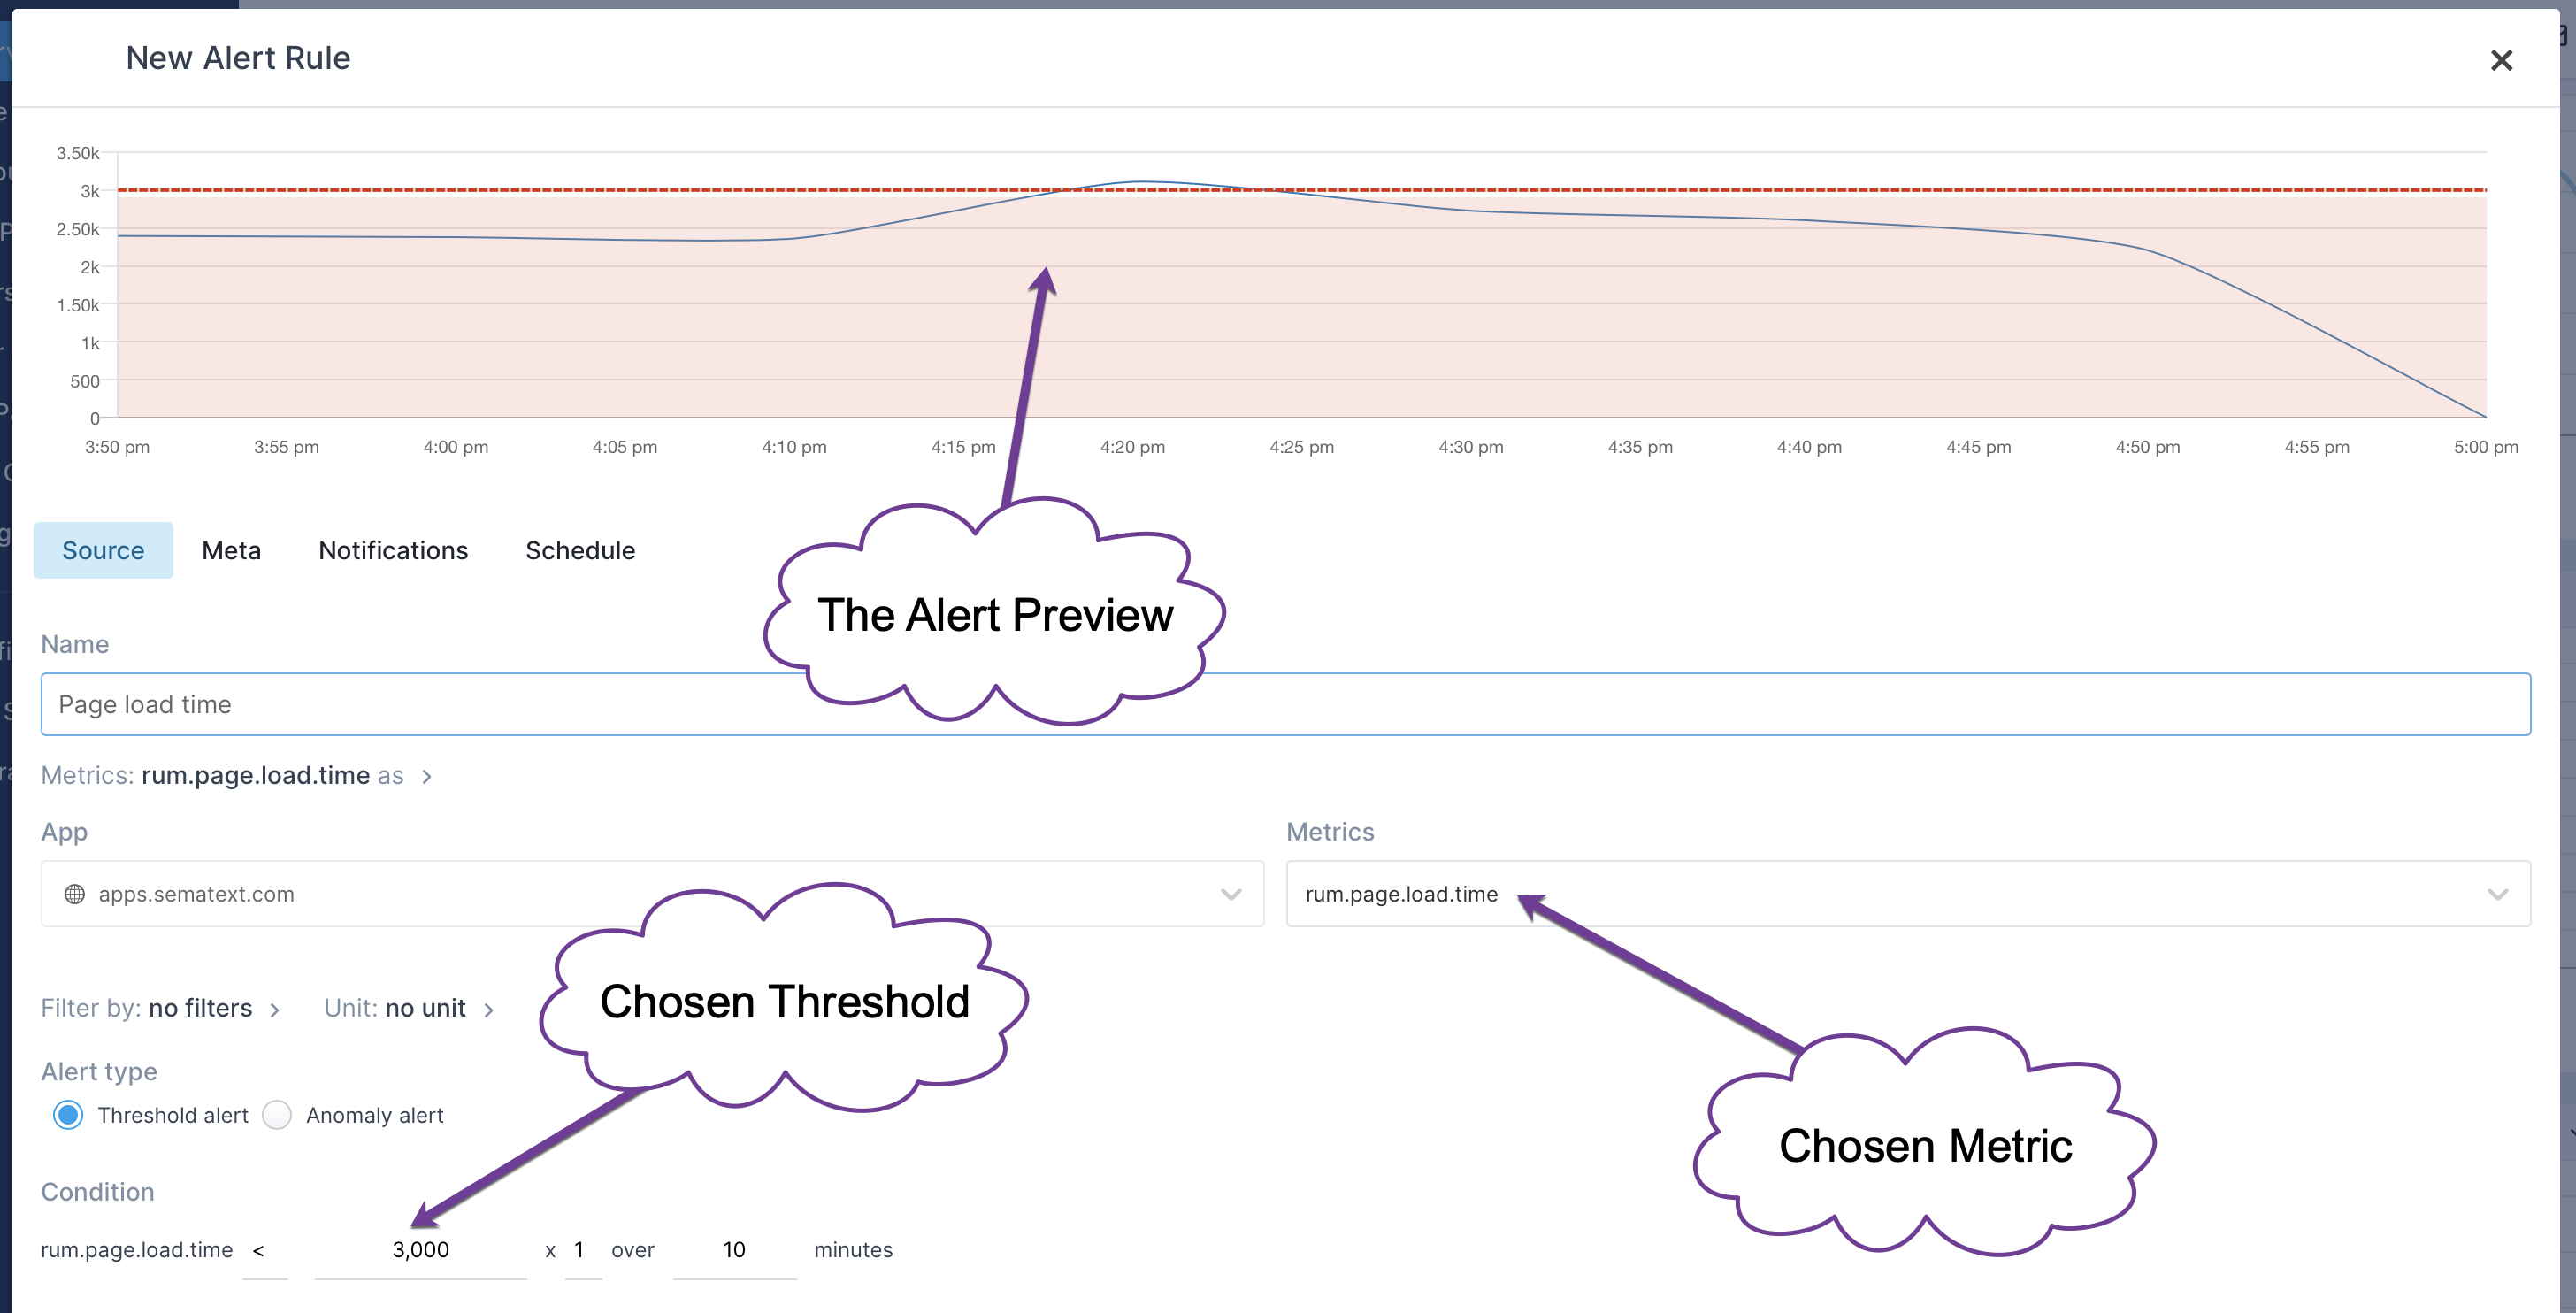 New Alert Rule
3.50k
3k
2.50k
2k
1.50k
1k
500
0
3:50 pm 3:55 pm 4:00 pm 4:05 pm 4:10 pm 4:15 pm 4:20 pm 4:25 pm 4:30 pm 4:35 pm 4:40 pm 4:45 pm 4:50 pm 4:55 pm 5:00 pm
Source Meta Notifications Schedule
The Alert Preview
Name
Page load time
Metrics: rum.page.load.time as >
App Metrics
apps.sematext.com rum.page.load.time
Chosen Threshold
Filter by: no filters > Unit: no unit >
Alert type
Threshold alert Anomaly alert
Chosen Metric
Condition
rum.page.load.time < 3,000 x 1 over 10 minutes